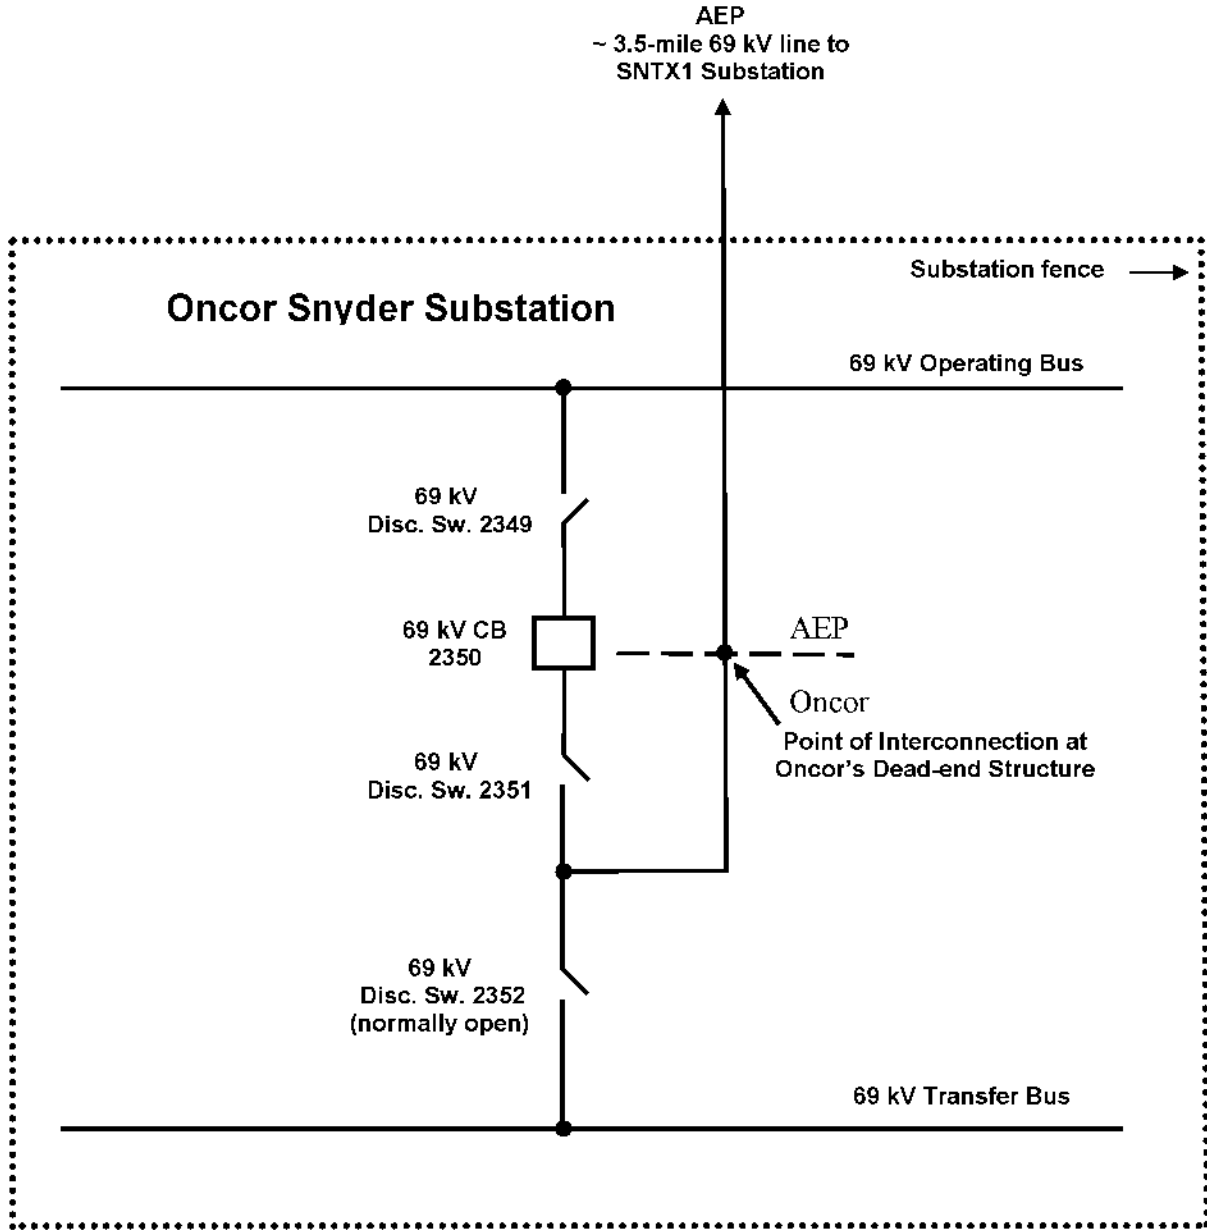 AEP
~ 3.5-mile 69 kV line to
SNTX1 Substation
Substation fence
Oncor Snyder Substation
69 kV Operating Bus
69 kV
Disc. Sw. 2349
69 kV CB
2350
AEP
Oncor
Point of Interconnection at
Oncor's Dead-end Structure
69 kV
Disc. Sw. 2351
69 kV
Disc. Sw. 2352
(normally open)
69 kV Transfer Bus